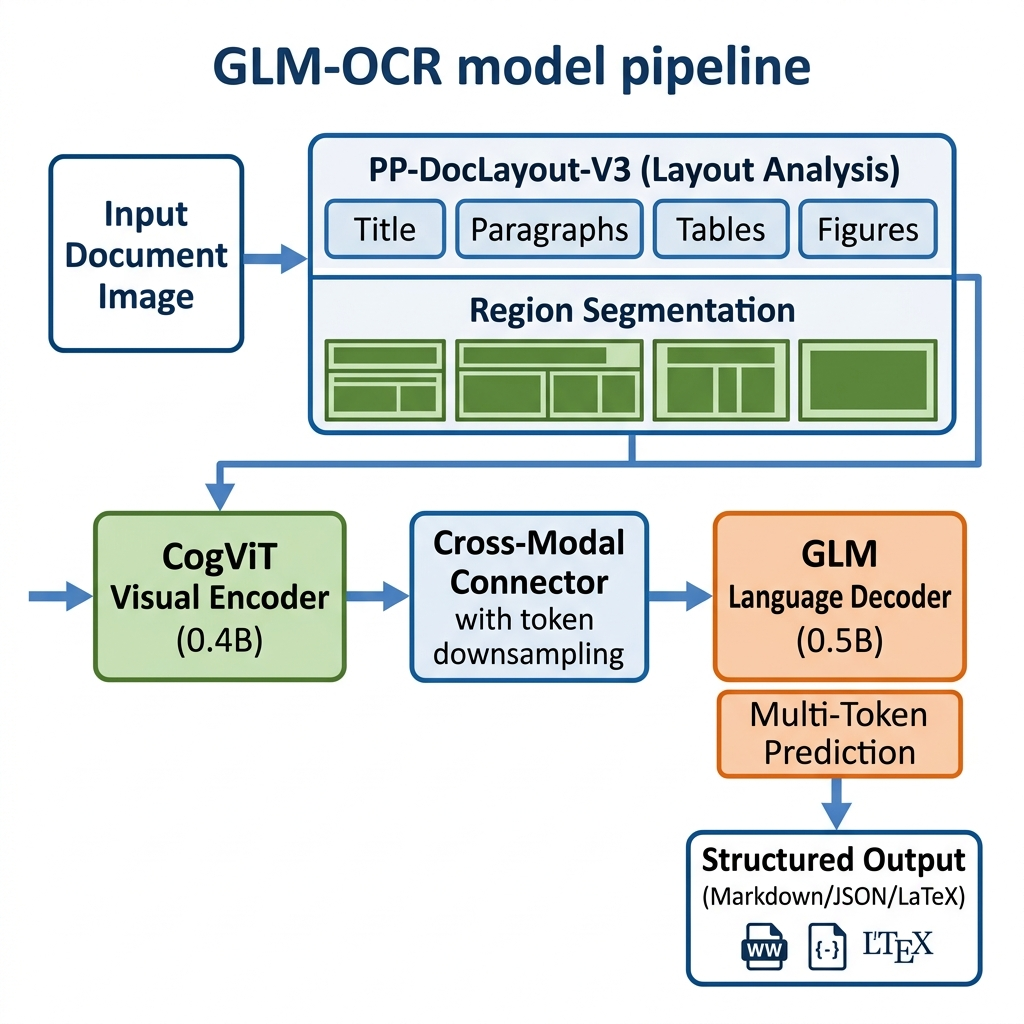 GLM-OCR model pipeline
Input
Document
Image
PP-DocLayout-V3 (Layout Analysis)
Title
Paragraphs
Tables
Figures
Region Segmentation
CogViT
Visual Encoder
(0.4B)
Cross-Modal
Connector
with token
downsampling
GLM
Language Decoder
(0.5B)
Multi-Token
Prediction
Structured Output
(Markdown/JSON/LaTeX)
WW
{-}
LTEX